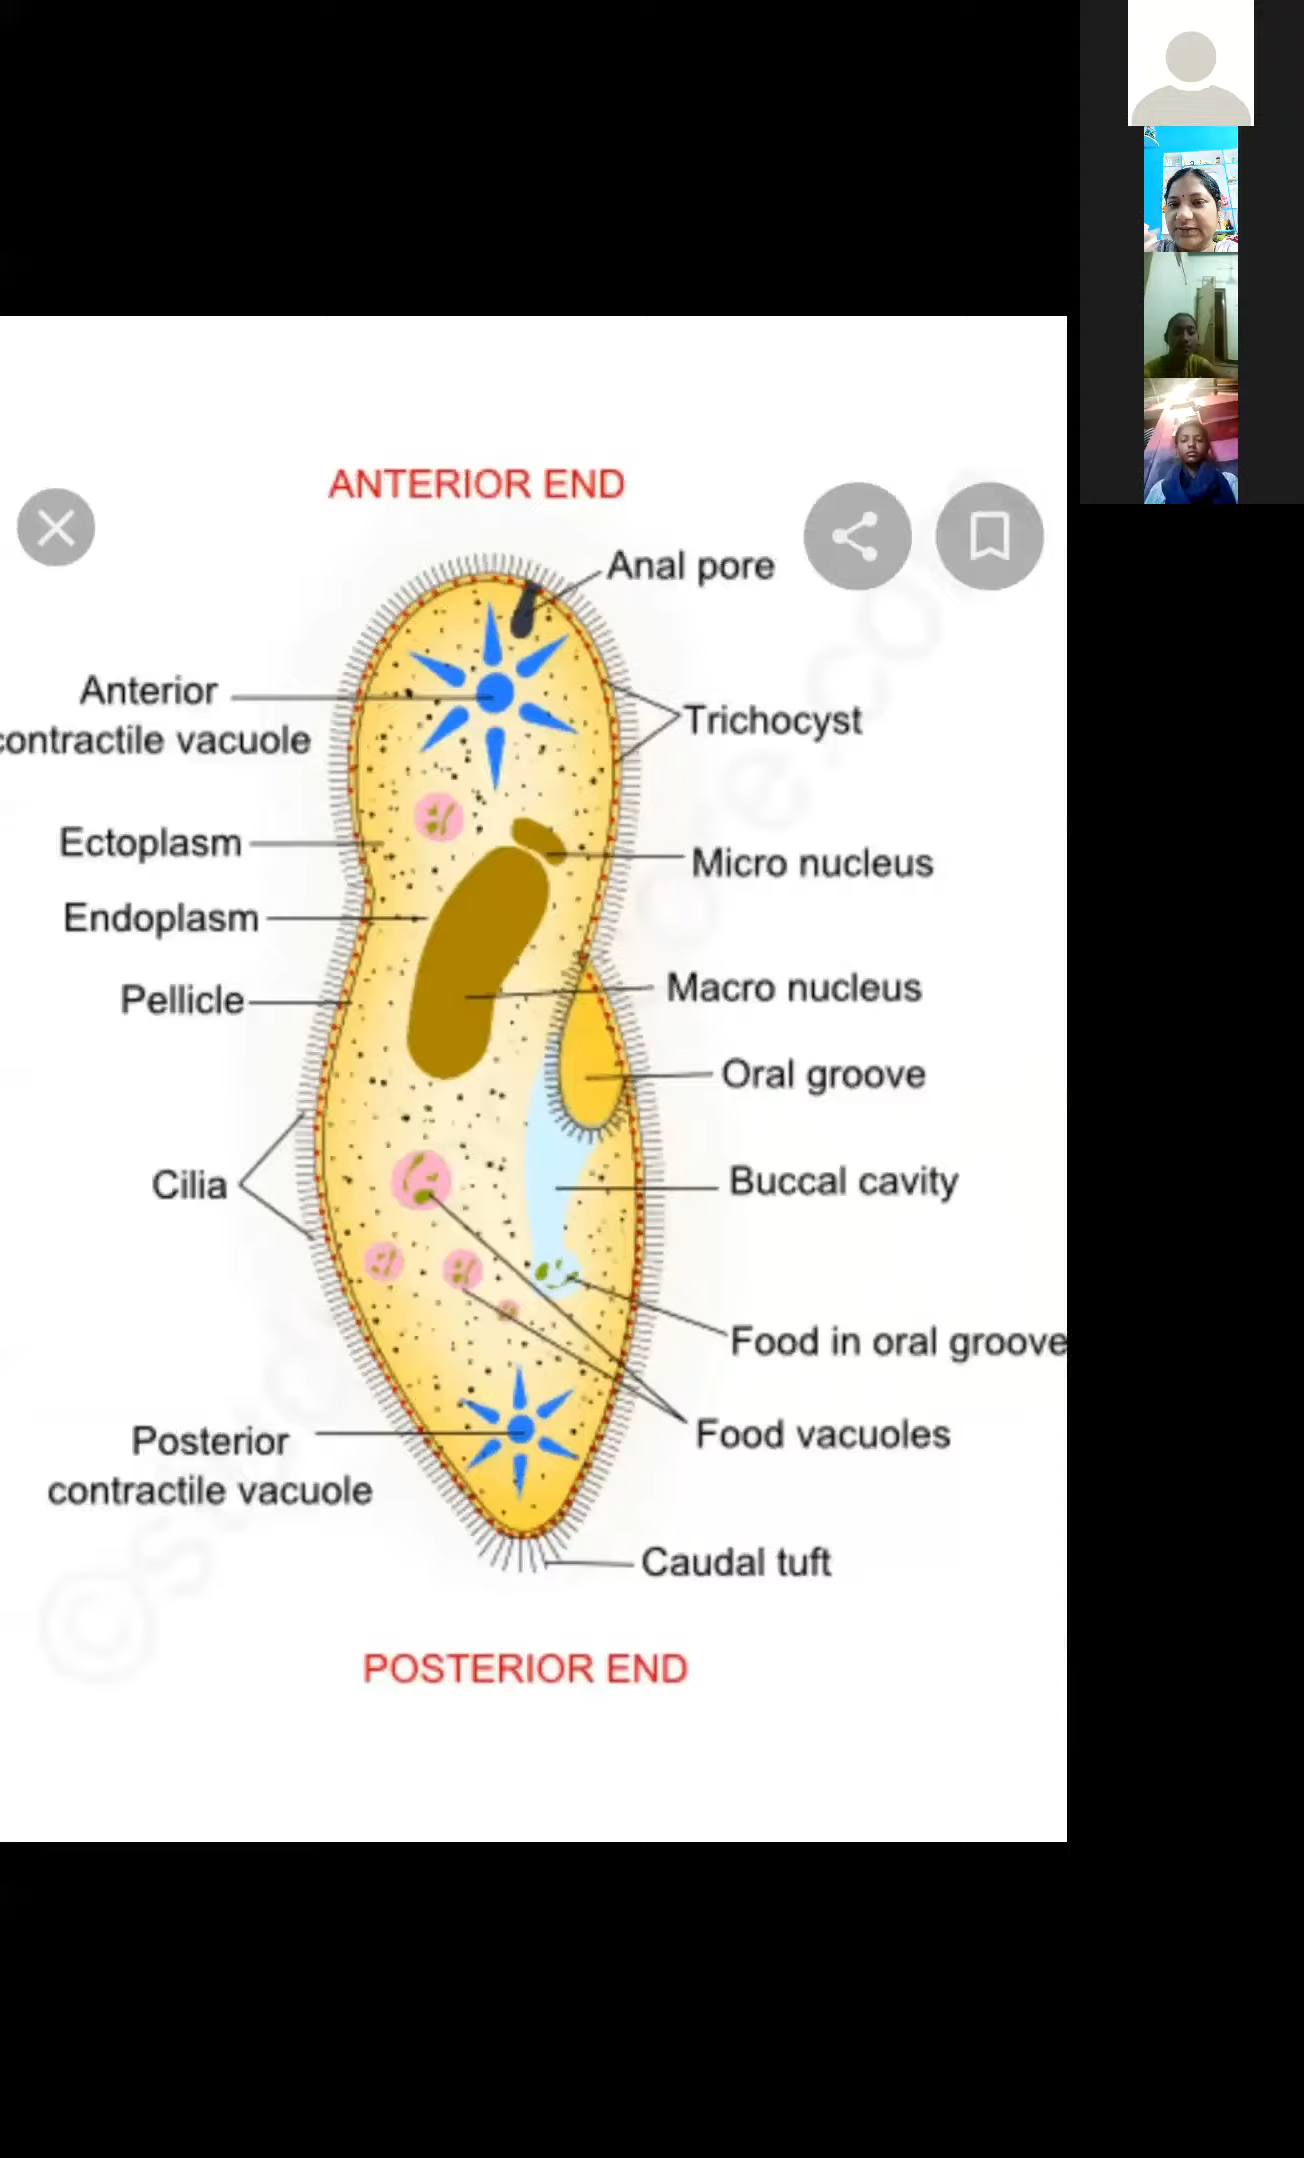 ANTERIOR END
Anal pore
Anterior
contractile vacuole
Trichocyst
Ectoplasm
Micro nucleus
Endoplasm
Macro nucleus
Pellicle
Oral groove
Cilia
Buccal cavity
Food in oral groove
Food vacuoles
Posterior
contractile vacuole
Caudal tuft
POSTERIOR END